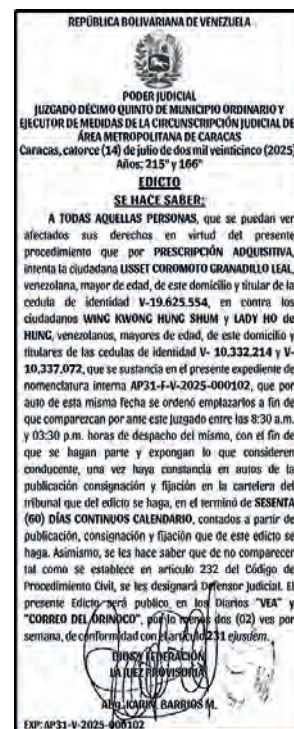 REPÚBLICA BOLIVARIANA DE VENEZUELA
PODER JUDICIAL
JUZGADO DÉCIMO QUINTO DE MUNICIPIO ORDINARIO Y
EJECUTOR DE MEDIDAS DE LA CIRCUNSCRIPCIÓN JUDICIAL DE
ÁREA METROPOLITANA DE CARACAS
Caracas, catorce (14) de julio de dos mil veinticinco (2025)
Años; 215° y 166°
EDICTO
SE HACE SABER:
A TODAS AQUELLAS PERSONAS, que se puedan ver
afectados sus derechos en virtud del presente
procedimiento que por PRESCRIPCIÓN ADQUISITIVA,
intenta la ciudadana LISSET COROMOTO GRANADILLO LEAL,
venezolana, mayor de edad, de este domicilio y titular de la
cedula de identidad V-19.625.554, en contra los
ciudadanos WING KWONG HUNG SHUM y LADY HO de
HUNG, venezolanos, mayores de edad, de este domicilio y
titulares de las cedulas de identidad V- 10,332,214 y V-
10,337,072, que se sustancia en el presente expediente de
nomenclatura interna AP31-F-V-2025-000102, que por
auto de esta misma fecha se ordenó emplazarlos a fin de
que comparezcan por ante este Juzgado entre las 8:30 a.m.
y 03:30 p.m. horas de despacho del mismo, con el fin de
que se hagan parte y expongan lo que consideren
conducente, una vez haya constancia en autos de la
publicación consignación y fijación en la cartelera del
tribunal que del edicto se haga, en el terminó de SESENTA
(60) DÍAS CONTINUOS CALENDARIO, contados a partir de
publicación, consignación y fijación que de este edicto se
haga. Asimismo, se les hace saber que de no comparecer
tal como se establece en artículo 232 del Código de
Procedimiento Civil, se les designará Defensor Judicial. El
presente Edicto será publico en los Diarios "VEA" y
"CORREO DEL ORINOCO", por lo menos dos (02) ves por
semana, de conformidad con el artículo 231 ejusdem.
DIOS Y FEDERACIÓN
LA JUEZ PROVISORIA
Abg. KARIN. BARRIOS M.
EXP: AP31-V-2025-000102